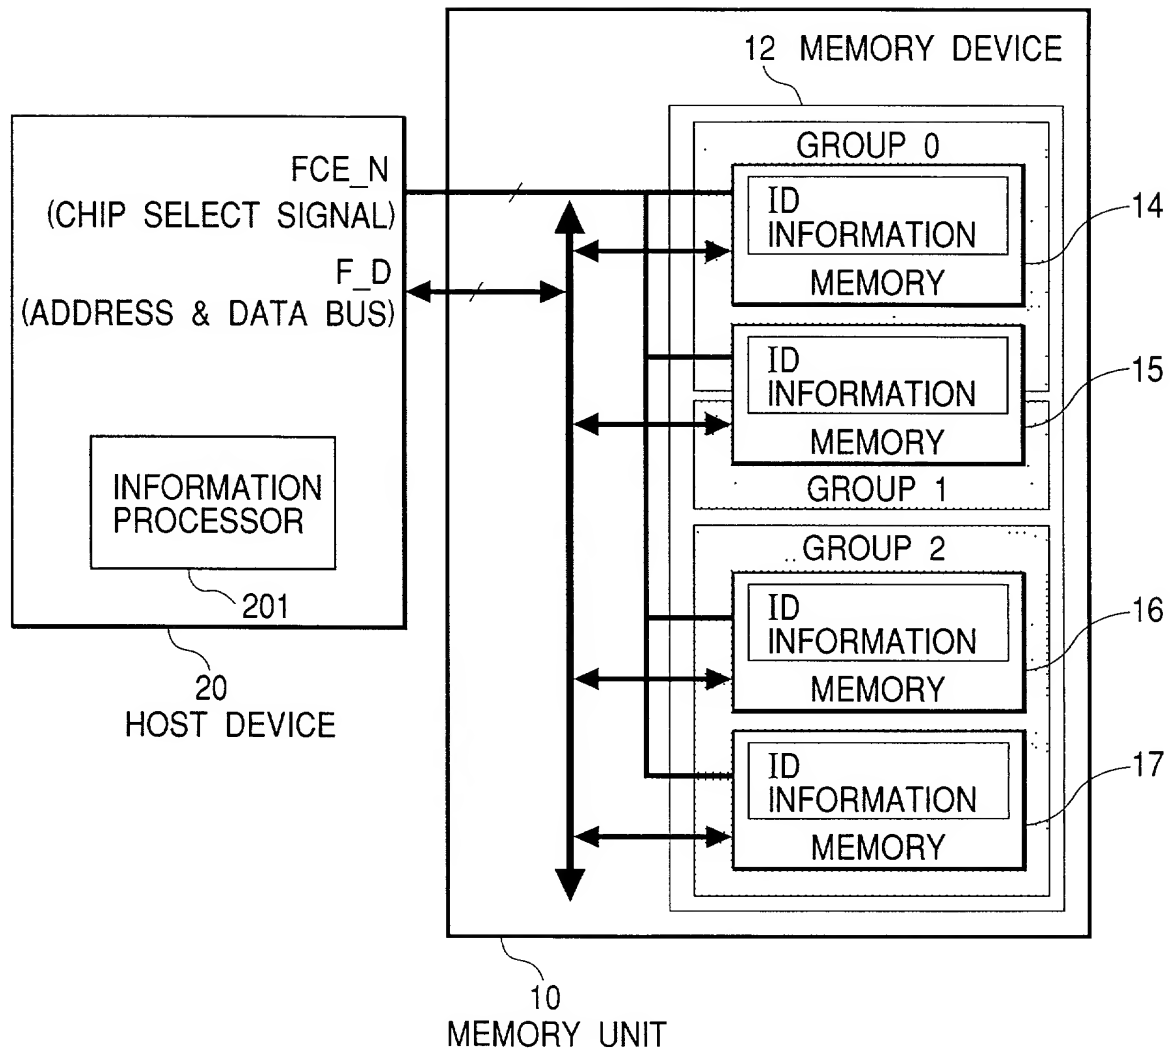 12 MEMORY DEVICE
FCE_N
(CHIP SELECT SIGNAL)
F_D
(ADDRESS & DATA BUS)
INFORMATION
PROCESSOR
201
20
HOST DEVICE
GROUP 0
ID
INFORMATION
MEMORY
14
ID
INFORMATION
MEMORY
15
GROUP 1
GROUP 2
ID
INFORMATION
MEMORY
16
ID
INFORMATION
MEMORY
17
10
MEMORY UNIT